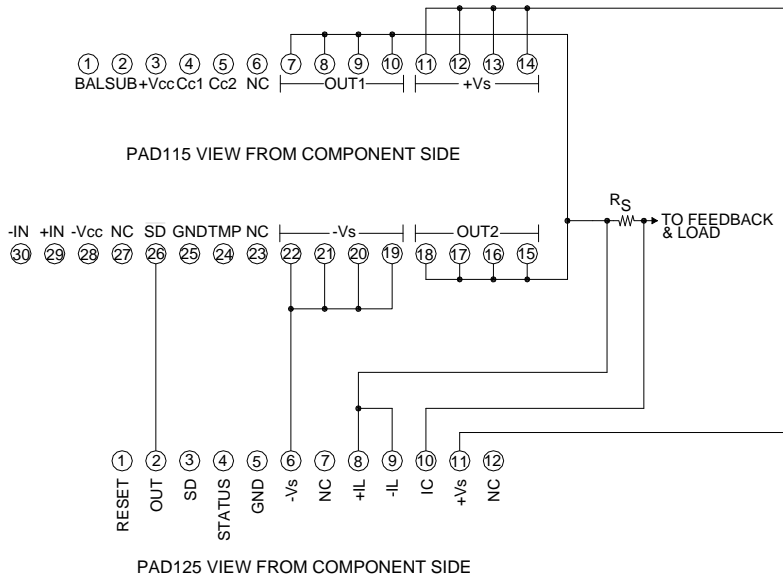 1 2 3 4 5 6 7 8 9 10 11 12 13 14
BAL SUB +Vcc Cc1 Cc2 NC OUT1 +Vs
PAD115 VIEW FROM COMPONENT SIDE
RS
TO FEEDBACK
& LOAD
-IN +IN -Vcc NC SD GND TMP NC -Vs OUT2
30 29 28 27 26 25 24 23 22 21 20 19 18 17 16 15
1 2 3 4 5 6 7 8 9 10 11 12
RESET OUT SD STATUS GND -Vs NC +IL -IL IC +Vs NC
PAD125 VIEW FROM COMPONENT SIDE